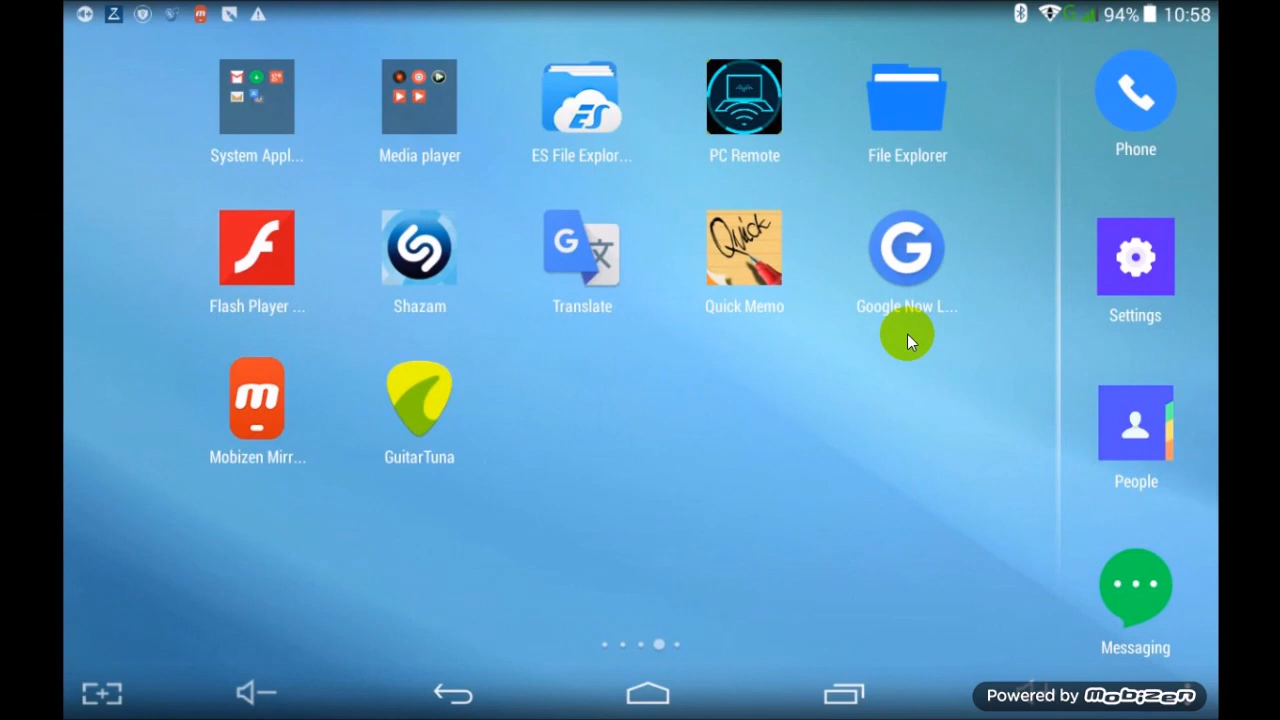 94% 10:58
System Appl...
Media player
ES File Explor...
PC Remote
File Explorer
Phone
Flash Player ...
Shazam
Translate
Quick Memo
Google Now L...
Settings
Mobizen Mirr...
GuitarTuna
People
Messaging
Powered by mobizen